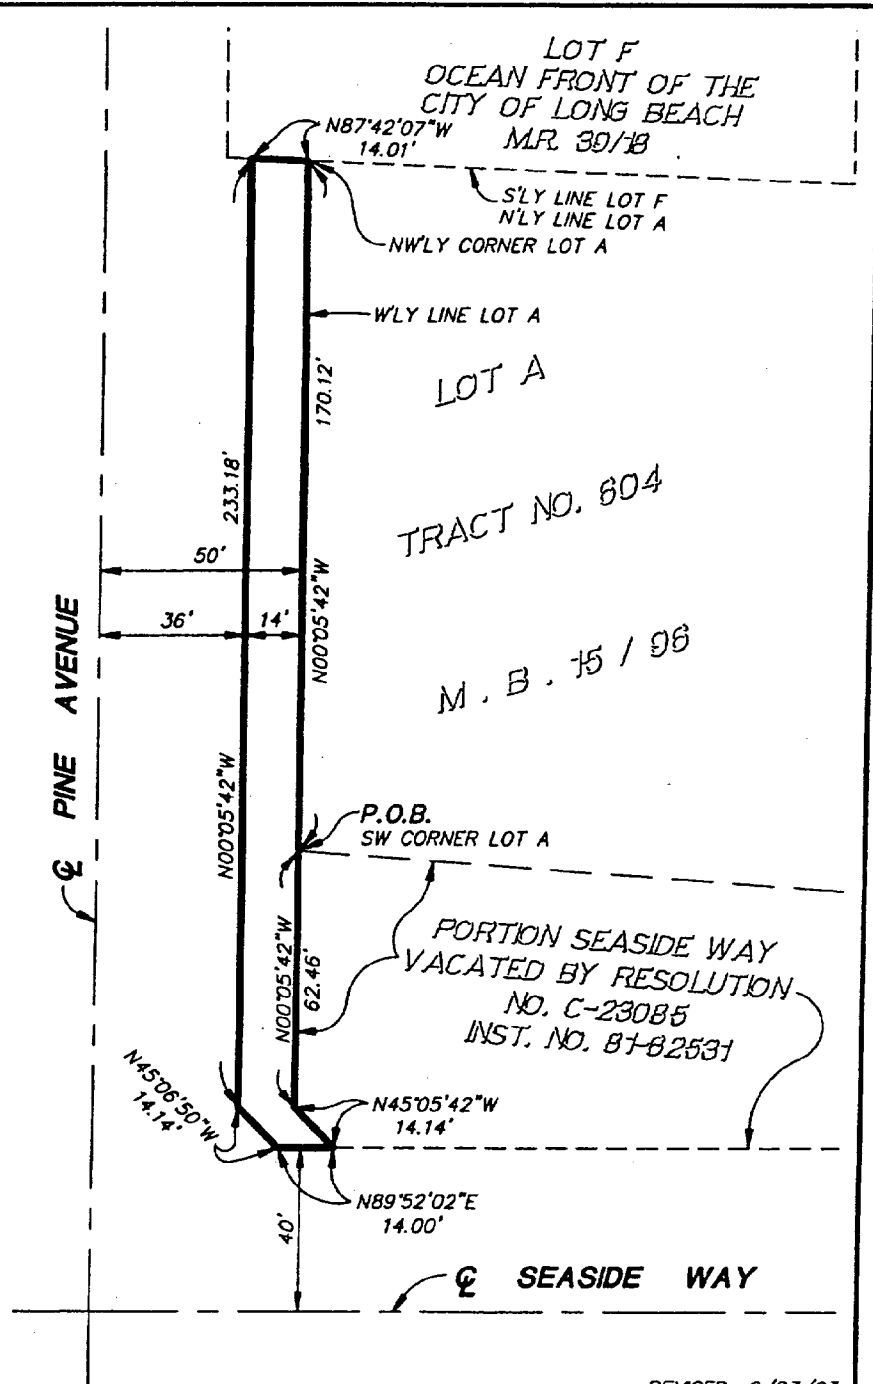 LOT F
OCEAN FRONT OF THE
CITY OF LONG BEACH
M.R. 39/18
N87°42'07"W
14.01'
S'LY LINE LOT F
N'LY LINE LOT A
NW'LY CORNER LOT A
W'LY LINE LOT A
170.12'
LOT A
233.18'
TRACT NO. 604
50'
36'
14'
N00°05'42"W
PINE AVENUE
M . B . 15 / 96
N00°05'42"W
P.O.B.
SW CORNER LOT A
N00°05'42"W
62.46'
PORTION SEASIDE WAY
VACATED BY RESOLUTION
NO. C-23085
INST. NO. 81-82531
N45°06'50"W
14.14'
N45°05'42"W
14.14'
N89°52'02"E
14.00'
40'
SEASIDE WAY